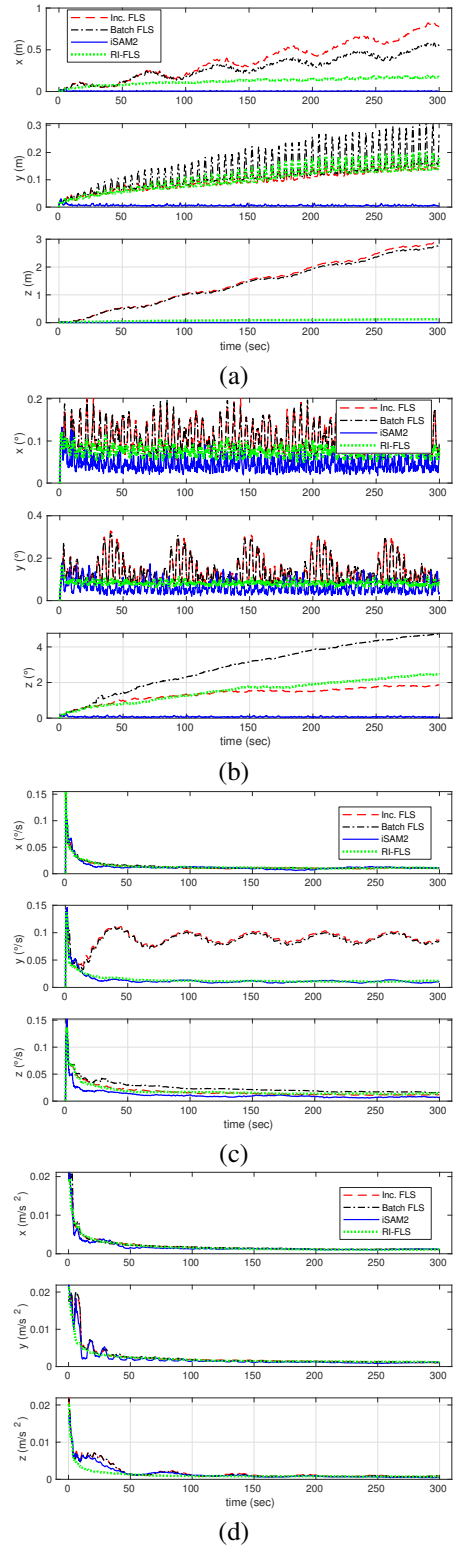 x (m)
1
0.5
0
Inc. FLS
Batch FLS
iSAM2
RI-FLS
0 50 100 150 200 250 300
y (m)
0.3
0.2
0.1
0
0 50 100 150 200 250 300
z (m)
3
2
1
0
0 50 100 150 200 250 300
time (sec)
(a)
x (°)
0.2
0.1
0
Inc. FLS
Batch FLS
iSAM2
RI-FLS
0 50 100 150 200 250 300
y (°)
0.4
0.2
0
0 50 100 150 200 250 300
z (°)
4
2
0
0 50 100 150 200 250 300
time (sec)
(b)
x (°/s)
0.15
0.1
0.05
0
Inc. FLS
Batch FLS
iSAM2
RI-FLS
0 50 100 150 200 250 300
y (°/s)
0.15
0.1
0.05
0
0 50 100 150 200 250 300
z (°/s)
0.15
0.1
0.05
0
0 50 100 150 200 250 300
time (sec)
(c)
x (m/s²)
0.02
0.01
0
Inc. FLS
Batch FLS
iSAM2
RI-FLS
0 50 100 150 200 250 300
y (m/s²)
0.02
0.01
0
0 50 100 150 200 250 300
z (m/s²)
0.02
0.01
0
0 50 100 150 200 250 300
time (sec)
(d)